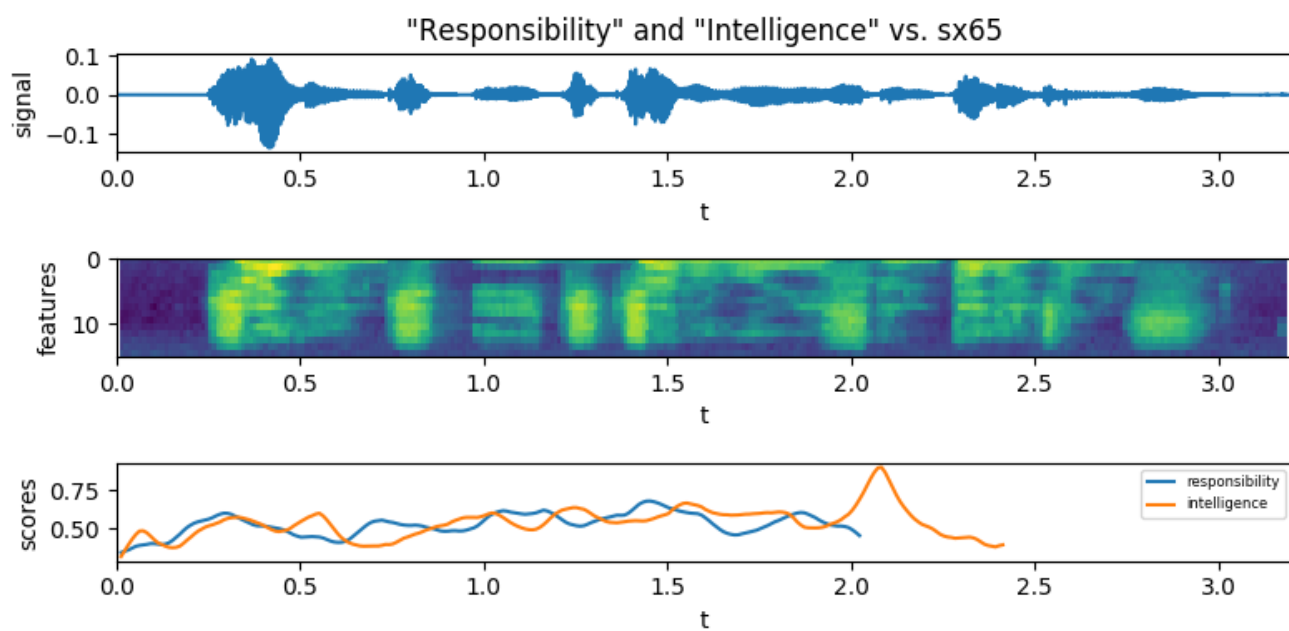 "Responsibility" and "Intelligence" vs. sx65
signal
0.1
0.0
−0.1
0.0 0.5 1.0 1.5 2.0 2.5 3.0
t
features
0
10
0.0 0.5 1.0 1.5 2.0 2.5 3.0
t
scores
0.75
0.50
responsibility
intelligence
0.0 0.5 1.0 1.5 2.0 2.5 3.0
t